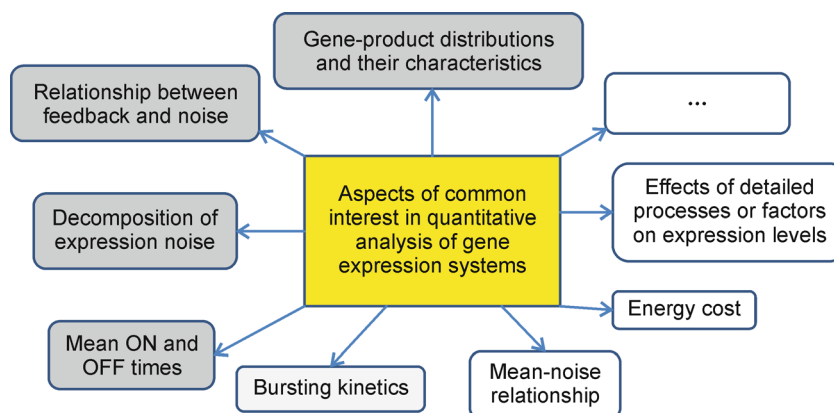 Gene-product distributions
and their characteristics
Relationship between
feedback and noise
...
Aspects of common
interest in quantitative
analysis of gene
expression systems
Effects of detailed
processes or factors
on expression levels
Decomposition of
expression noise
Energy cost
Mean ON and
OFF times
Bursting kinetics
Mean-noise
relationship